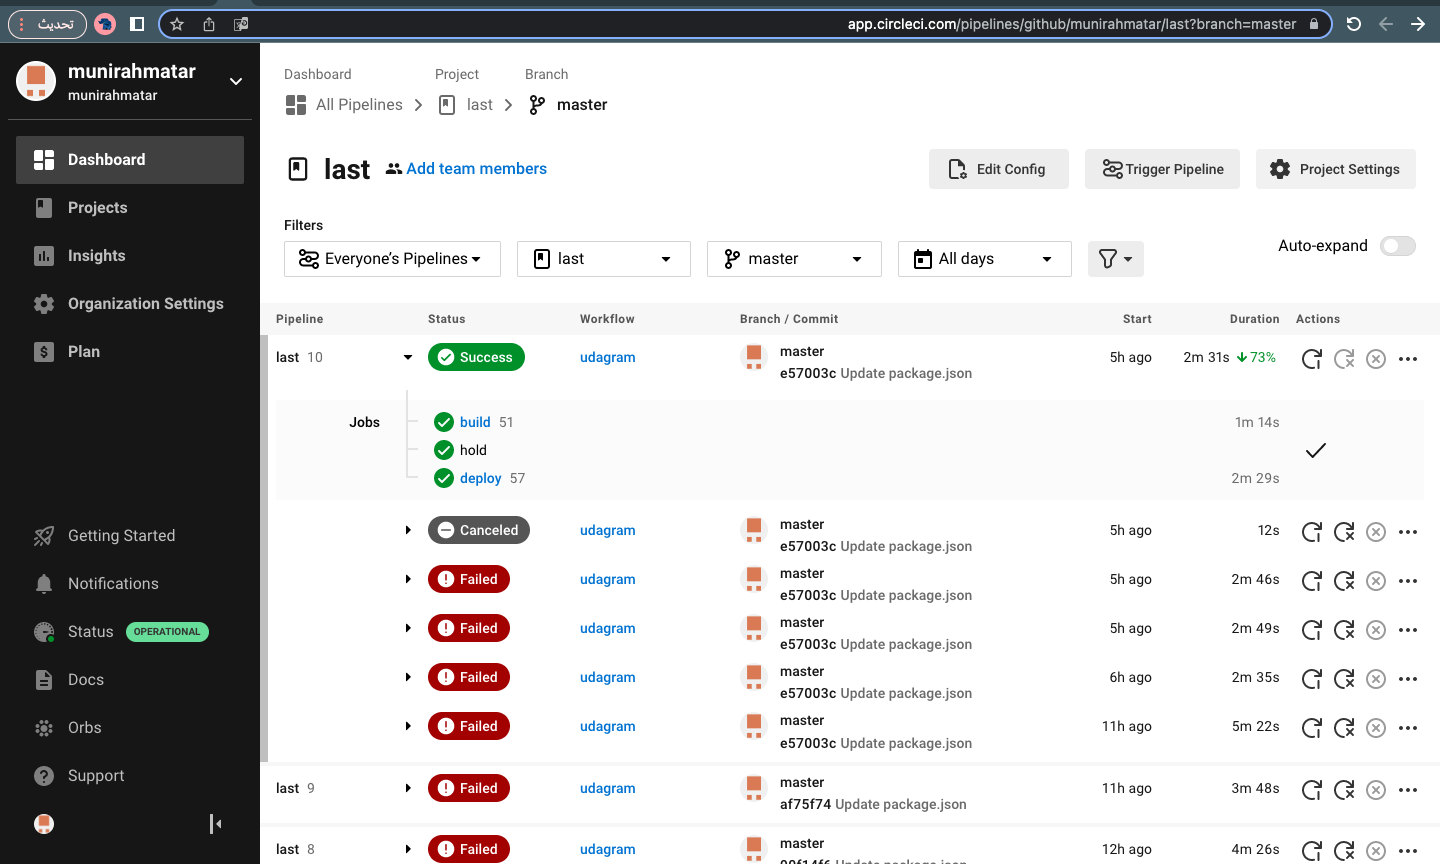 تحديث
app.circleci.com/pipelines/github/munirahmatar/last?branch=master
munirahmatar
munirahmatar
Dashboard
Projects
Insights
Organization Settings
Plan
Getting Started
Notifications
Status OPERATIONAL
Docs
Orbs
Support
Dashboard Project Branch
All Pipelines last master
last Add team members
Edit Config Trigger Pipeline Project Settings
Filters
Everyone's Pipelines last master All days
Auto-expand
Pipeline Status Workflow Branch / Commit Start Duration Actions
last 10 Success udagram master 5h ago 2m 31s 73%
e57003c Update package.json
Jobs build 51 1m 14s
hold
deploy 57 2m 29s
Canceled udagram master 5h ago 12s
e57003c Update package.json
Failed udagram master 5h ago 2m 46s
e57003c Update package.json
Failed udagram master 5h ago 2m 49s
e57003c Update package.json
Failed udagram master 6h ago 2m 35s
e57003c Update package.json
Failed udagram master 11h ago 5m 22s
e57003c Update package.json
last 9 Failed udagram master 11h ago 3m 48s
af75f74 Update package.json
last 8 Failed udagram master 12h ago 4m 26s